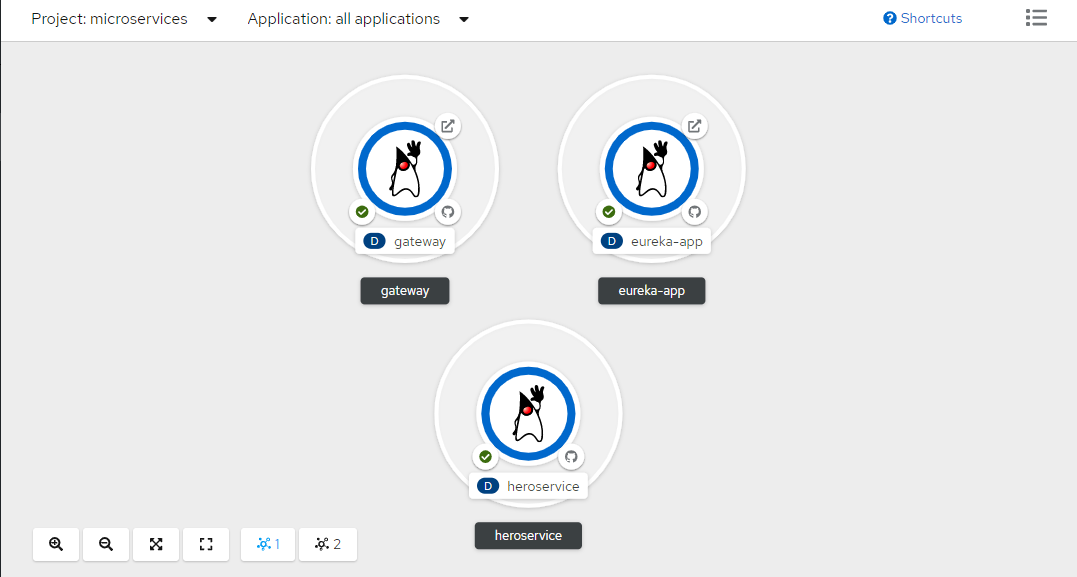 Project: microservices
Application: all applications
Shortcuts
D gateway
D eureka-app
gateway
eureka-app
D heroservice
heroservice
1
2